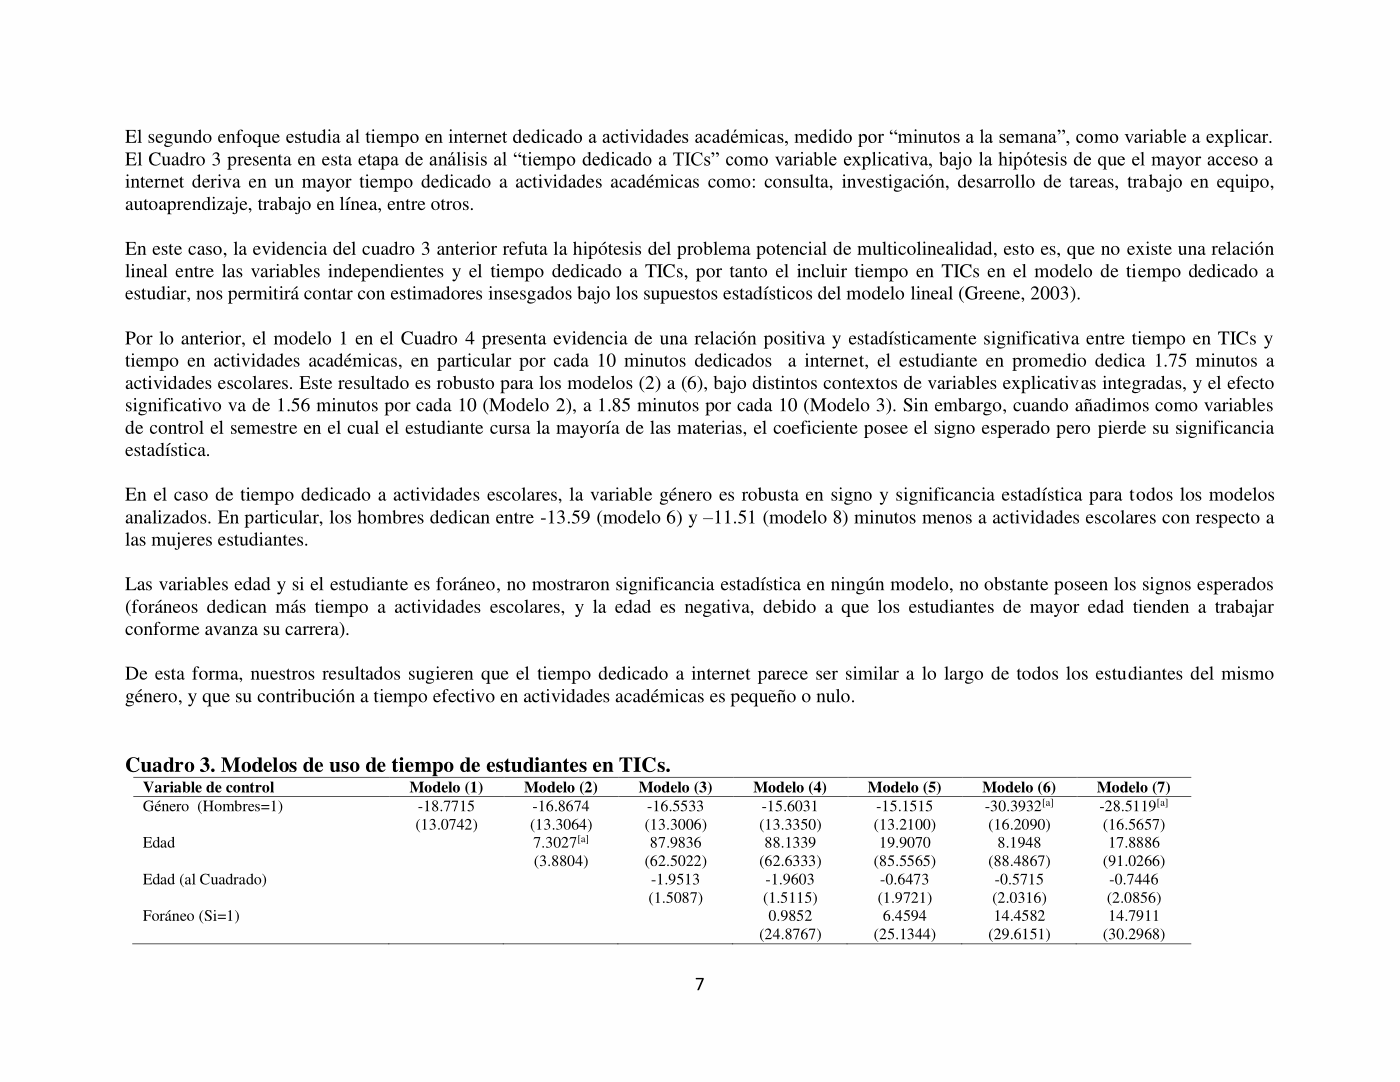 El segundo enfoque estudia al tiempo en internet dedicado a actividades académicas, medido por “minutos a la semana”, como variable a explicar.
El Cuadro 3 presenta en esta etapa de análisis al “tiempo dedicado a TICs” como variable explicativa, bajo la hipótesis de que el mayor acceso a
internet deriva en un mayor tiempo dedicado a actividades académicas como: consulta, investigación, desarrollo de tareas, trabajo en equipo,
autoaprendizaje, trabajo en línea, entre otros.
En este caso, la evidencia del cuadro 3 anterior refuta la hipótesis del problema potencial de multicolinealidad, esto es, que no existe una relación
lineal entre las variables independientes y el tiempo dedicado a TICs, por tanto el incluir tiempo en TICs en el modelo de tiempo dedicado a
estudiar, nos permitirá contar con estimadores insesgados bajo los supuestos estadísticos del modelo lineal (Greene, 2003).
Por lo anterior, el modelo 1 en el Cuadro 4 presenta evidencia de una relación positiva y estadísticamente significativa entre tiempo en TICs y
tiempo en actividades académicas, en particular por cada 10 minutos dedicados a internet, el estudiante en promedio dedica 1.75 minutos a
actividades escolares. Este resultado es robusto para los modelos (2) a (6), bajo distintos contextos de variables explicativas integradas, y el efecto
significativo va de 1.56 minutos por cada 10 (Modelo 2), a 1.85 minutos por cada 10 (Modelo 3). Sin embargo, cuando añadimos como variables
de control el semestre en el cual el estudiante cursa la mayoría de las materias, el coeficiente posee el signo esperado pero pierde su significancia
estadística.
En el caso de tiempo dedicado a actividades escolares, la variable género es robusta en signo y significancia estadística para todos los modelos
analizados. En particular, los hombres dedican entre -13.59 (modelo 6) y –11.51 (modelo 8) minutos menos a actividades escolares con respecto a
las mujeres estudiantes.
Las variables edad y si el estudiante es foráneo, no mostraron significancia estadística en ningún modelo, no obstante poseen los signos esperados
(foráneos dedican más tiempo a actividades escolares, y la edad es negativa, debido a que los estudiantes de mayor edad tienden a trabajar
conforme avanza su carrera).
De esta forma, nuestros resultados sugieren que el tiempo dedicado a internet parece ser similar a lo largo de todos los estudiantes del mismo
género, y que su contribución a tiempo efectivo en actividades académicas es pequeño o nulo.
Cuadro 3. Modelos de uso de tiempo de estudiantes en TICs.
Variable de control Modelo (1) Modelo (2) Modelo (3) Modelo (4) Modelo (5) Modelo (6) Modelo (7)
Género (Hombres=1) -18.7715 -16.8674 -16.5533 -15.6031 -15.1515 -30.3932[a] -28.5119[a]
(13.0742) (13.3064) (13.3006) (13.3350) (13.2100) (16.2090) (16.5657)
Edad 7.3027[a] 87.9836 88.1339 19.9070 8.1948 17.8886
(3.8804) (62.5022) (62.6333) (85.5565) (88.4867) (91.0266)
Edad (al Cuadrado) -1.9513 -1.9603 -0.6473 -0.5715 -0.7446
(1.5087) (1.5115) (1.9721) (2.0316) (2.0856)
Foráneo (Si=1) 0.9852 6.4594 14.4582 14.7911
(24.8767) (25.1344) (29.6151) (30.2968)
7